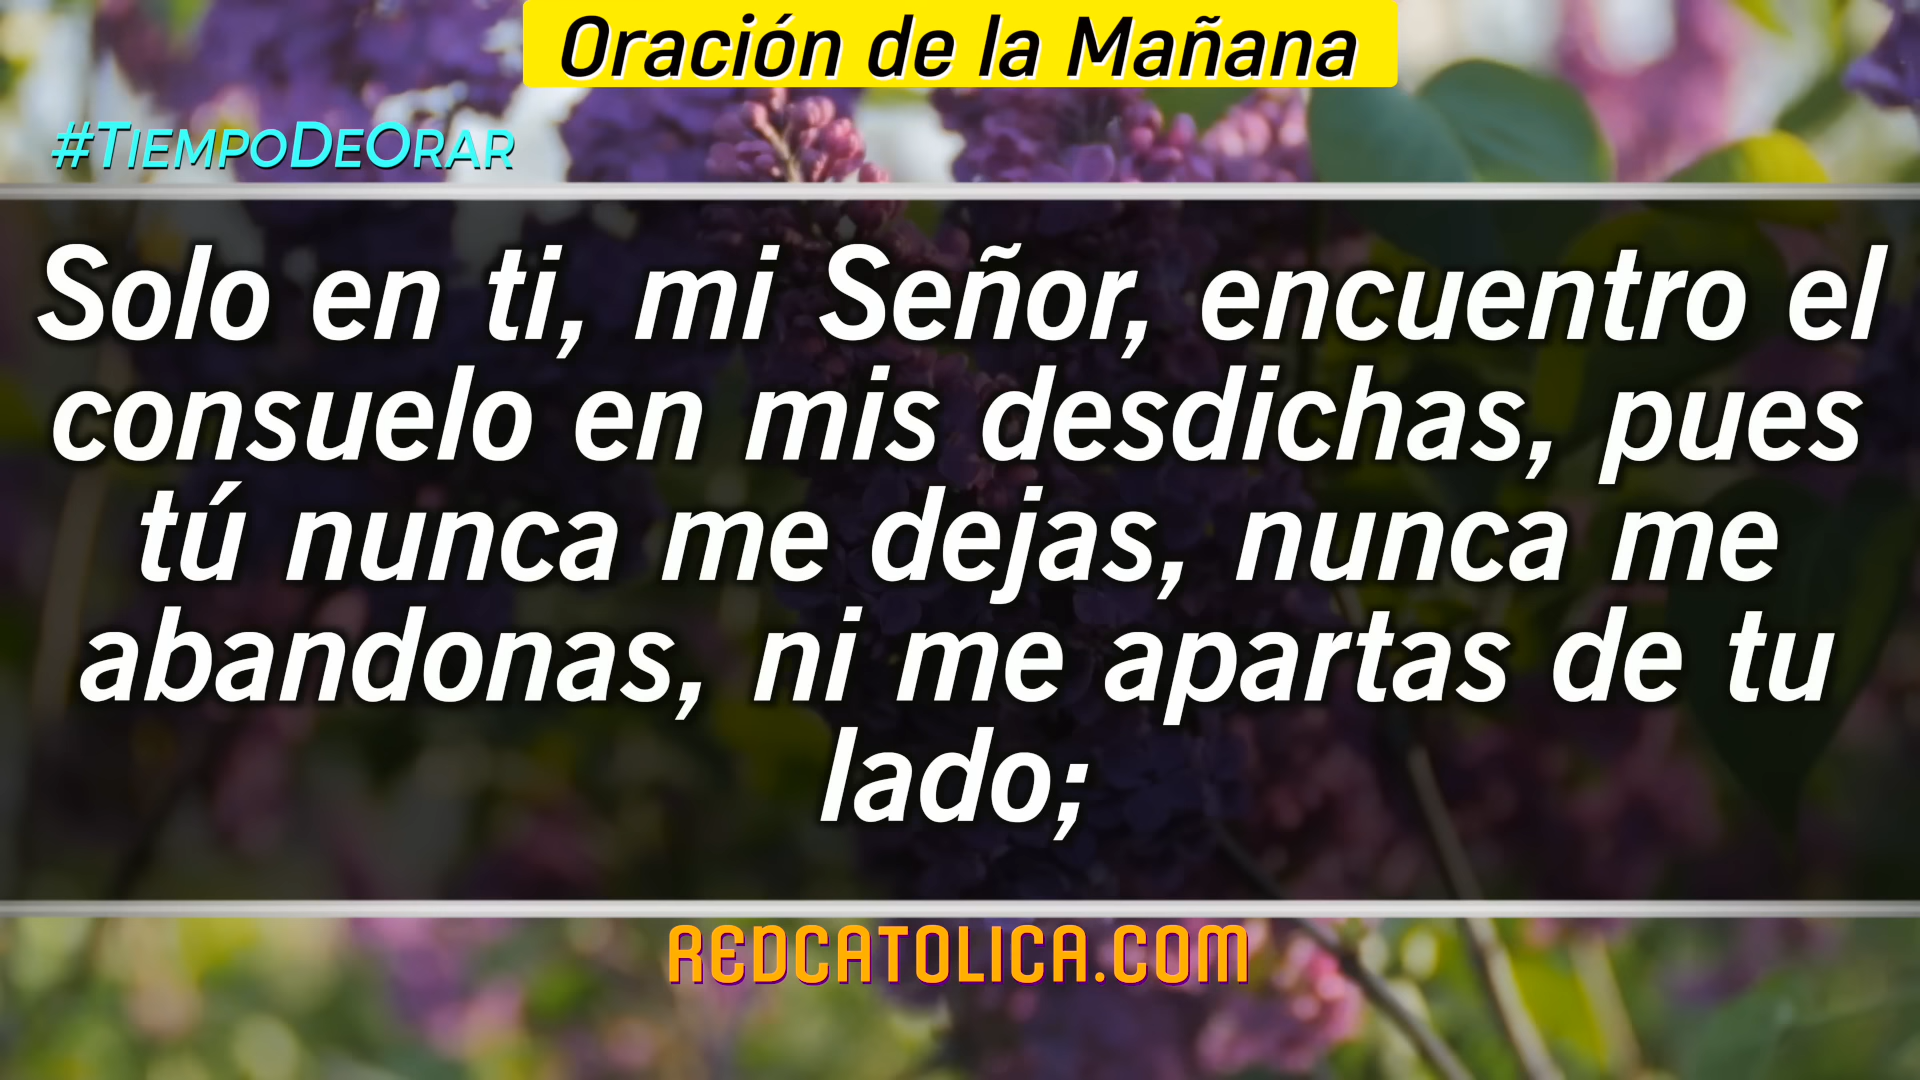 Oración de la Mañana
#TiempoDeOrar
Solo en ti, mi Señor, encuentro el
consuelo en mis desdichas, pues
tú nunca me dejas, nunca me
abandonas, ni me apartas de tu
lado;
REDCATOLICA.COM